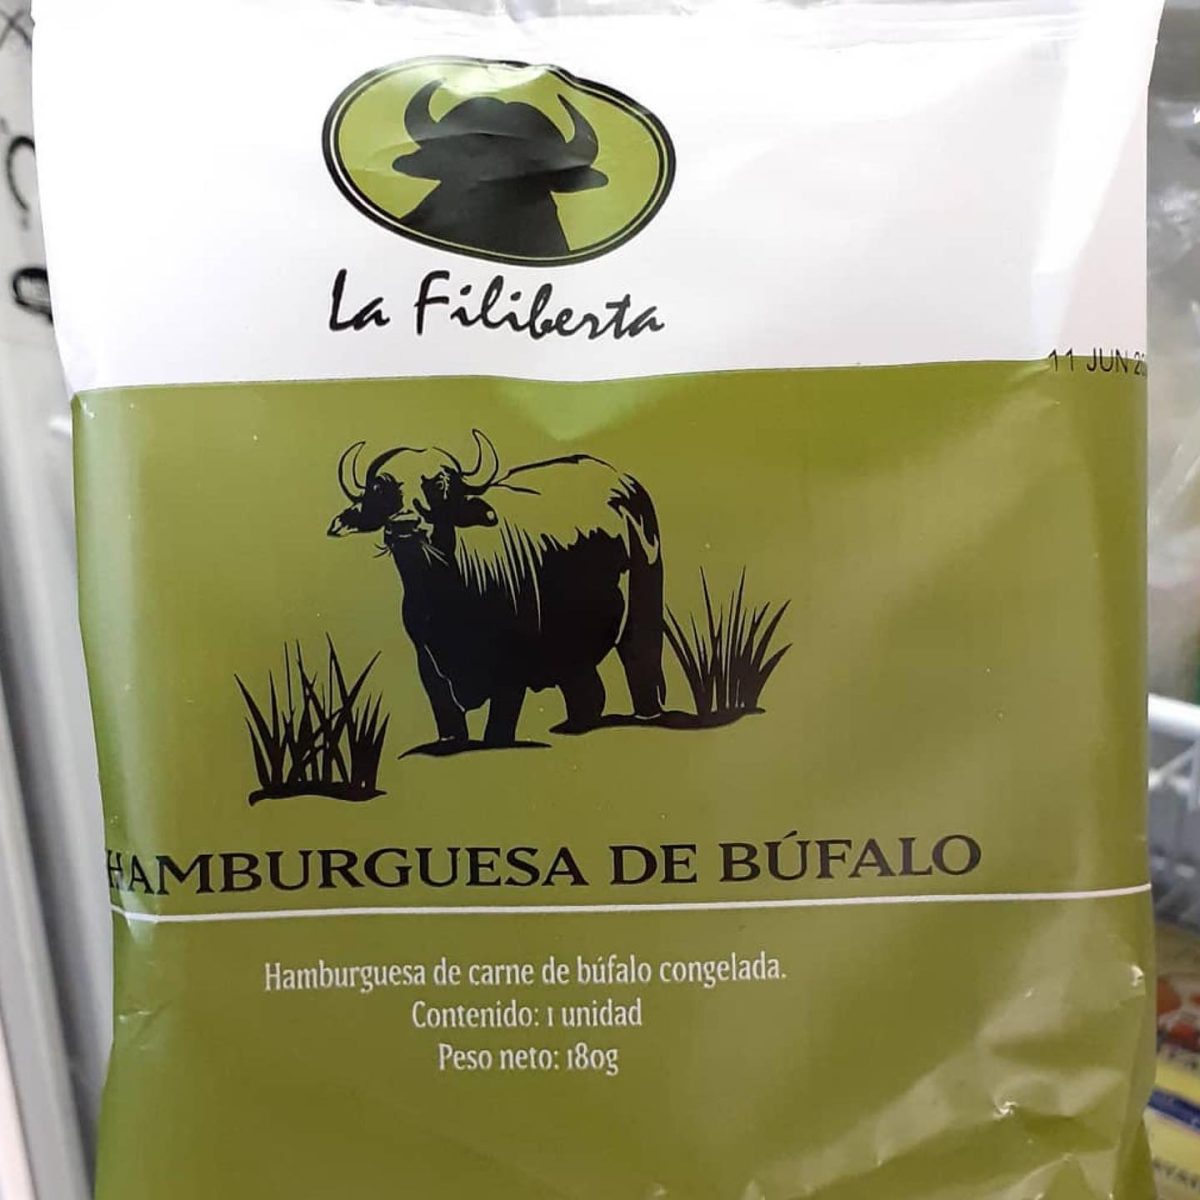 La Filiberta
11 JUN
HAMBURGUESA DE BÚFALO
Hamburguesa de carne de búfalo congelada.
Contenido: 1 unidad
Peso neto: 180g